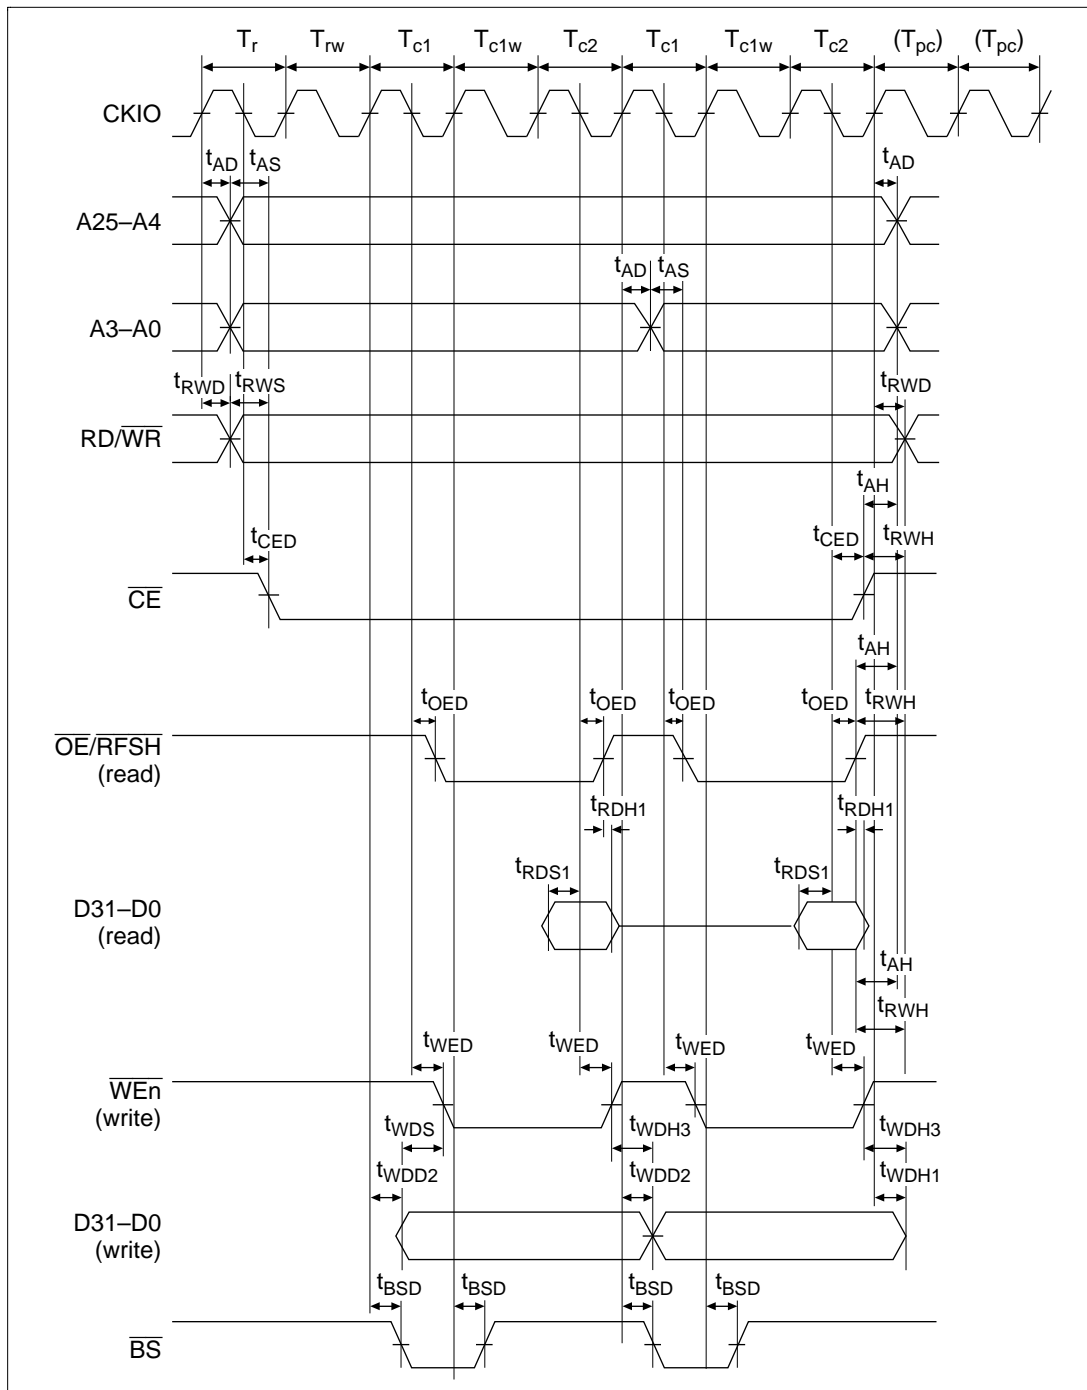 Tr Trw Tc1 Tc1w Tc2 Tc1 Tc1w Tc2 (Tpc) (Tpc)
CKIO
tAD tAS tAD
A25–A4
tAD tAS
A3–A0
tRWD tRWS tRWD
RD/WR
tAH
tCED tCED tRWH
CE
tAH
tOED tOED tOED tOED tRWH
OE/RFSH
(read)
tRDH1 tRDH1
tRDS1 tRDS1
D31–D0
(read)
tAH
tRWH
tWED tWED tWED tWED
WEn
(write)
tWDS tWDH3 tWDH3
tWDD2 tWDD2 tWDH1
D31–D0
(write)
tBSD tBSD tBSD tBSD
BS